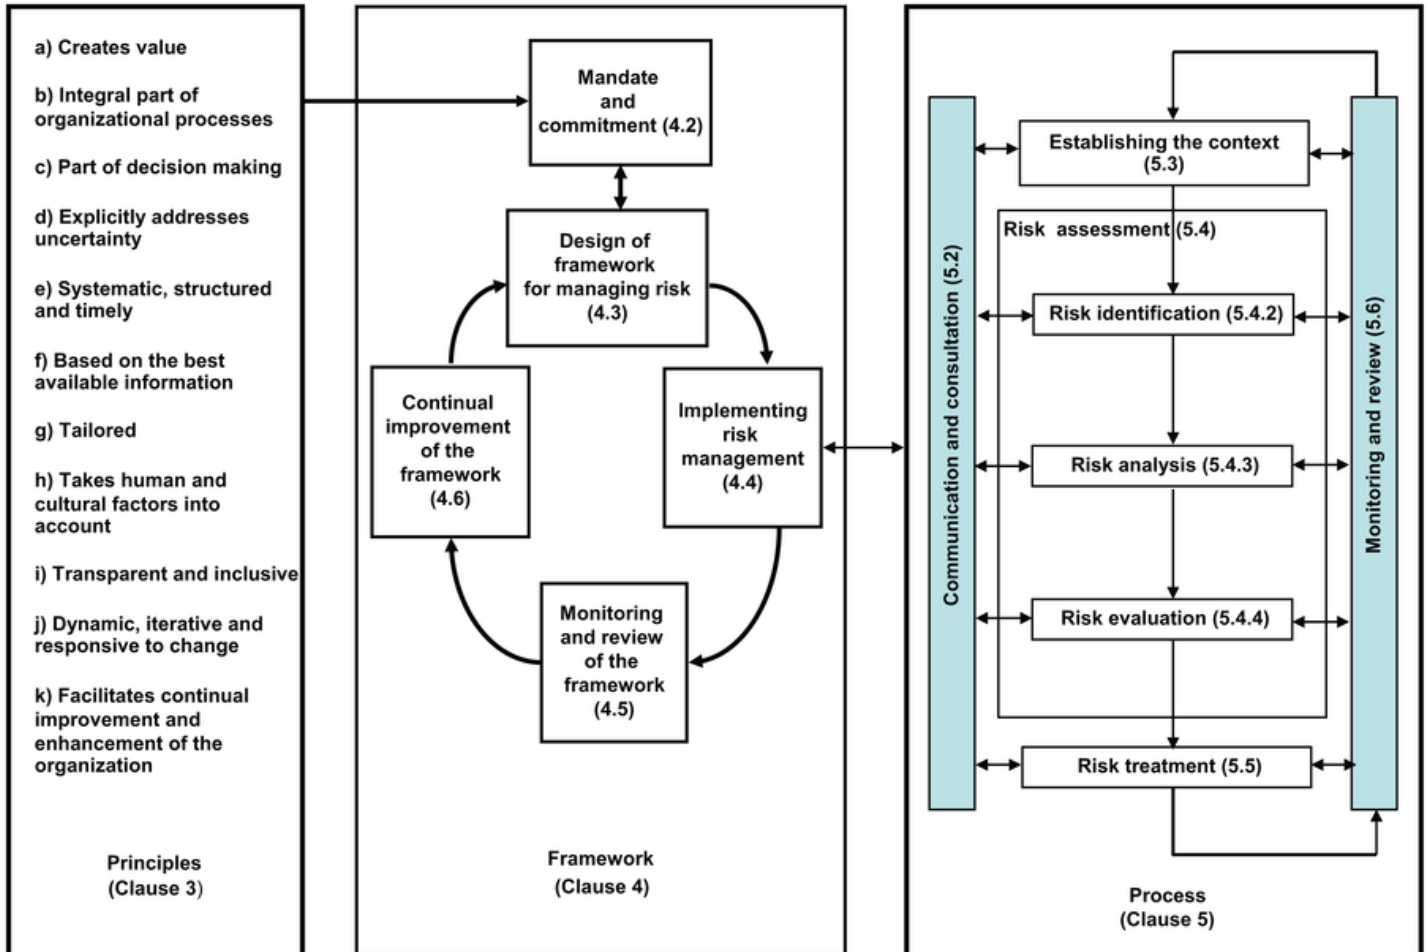 a) Creates value
b) Integral part of
organizational processes
c) Part of decision making
d) Explicitly addresses
uncertainty
e) Systematic, structured
and timely
f) Based on the best
available information
g) Tailored
h) Takes human and
cultural factors into
account
i) Transparent and inclusive
j) Dynamic, iterative and
responsive to change
k) Facilitates continual
improvement and
enhancement of the
organization
Principles
(Clause 3)
Mandate
and
commitment (4.2)
Design of
framework
for managing risk
(4.3)
Implementing
risk
management
(4.4)
Monitoring
and review
of the
framework
(4.5)
Continual
improvement
of the
framework
(4.6)
Framework
(Clause 4)
Communication and consultation (5.2)
Establishing the context
(5.3)
Risk assessment (5.4)
Risk identification (5.4.2)
Risk analysis (5.4.3)
Risk evaluation (5.4.4)
Risk treatment (5.5)
Monitoring and review (5.6)
Process
(Clause 5)